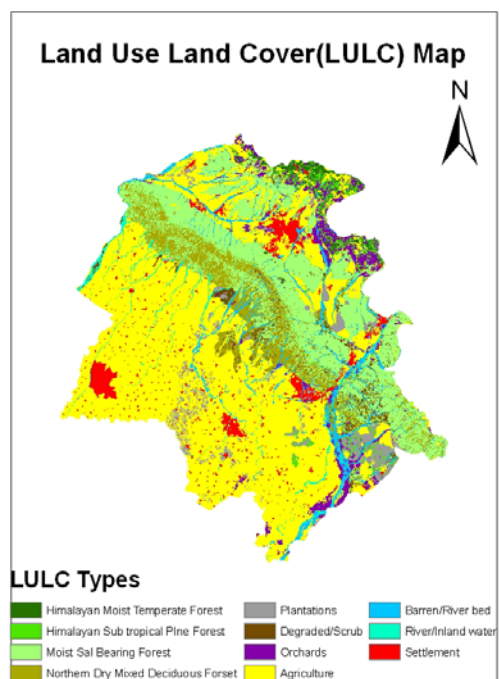 Land Use Land Cover(LULC) Map
N
LULC Types
Himalayan Moist Temperate Forest
Himalayan Sub tropical PIne Forest
Moist Sal Bearing Forest
Northern Dry Mixed Deciduous Forset
Plantations
Degraded/Scrub
Orchards
Agriculture
Barren/River bed
River/Inland water
Settlement